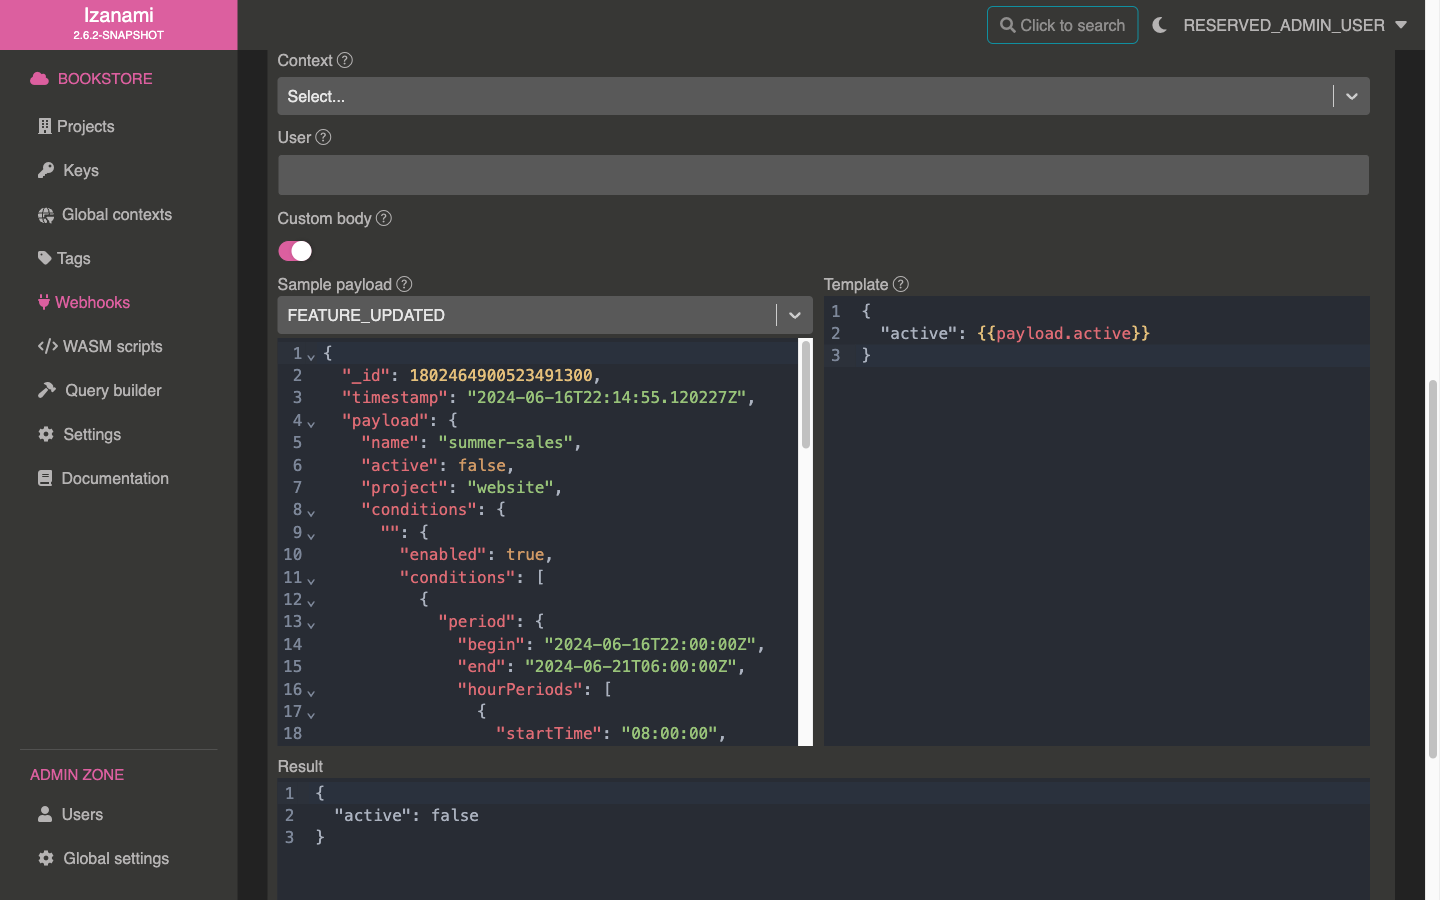 Izanami
2.6.2-SNAPSHOT
Click to search
RESERVED_ADMIN_USER
BOOKSTORE
Projects
Keys
Global contexts
Tags
Webhooks
</> WASM scripts
Query builder
Settings
Documentation
ADMIN ZONE
Users
Global settings
Context ?
Select...
User ?
Custom body ?
Sample payload ?
FEATURE_UPDATED
1 {
2 "_id": 1802464900523491300,
3 "timestamp": "2024-06-16T22:14:55.120227Z",
4 "payload": {
5 "name": "summer-sales",
6 "active": false,
7 "project": "website",
8 "conditions": {
9 "": {
10 "enabled": true,
11 "conditions": [
12 {
13 "period": {
14 "begin": "2024-06-16T22:00:00Z",
15 "end": "2024-06-21T06:00:00Z",
16 "hourPeriods": [
17 {
18 "startTime": "08:00:00",
Template ?
1 {
2 "active": {{payload.active}}
3 }
Result
1 {
2 "active": false
3 }